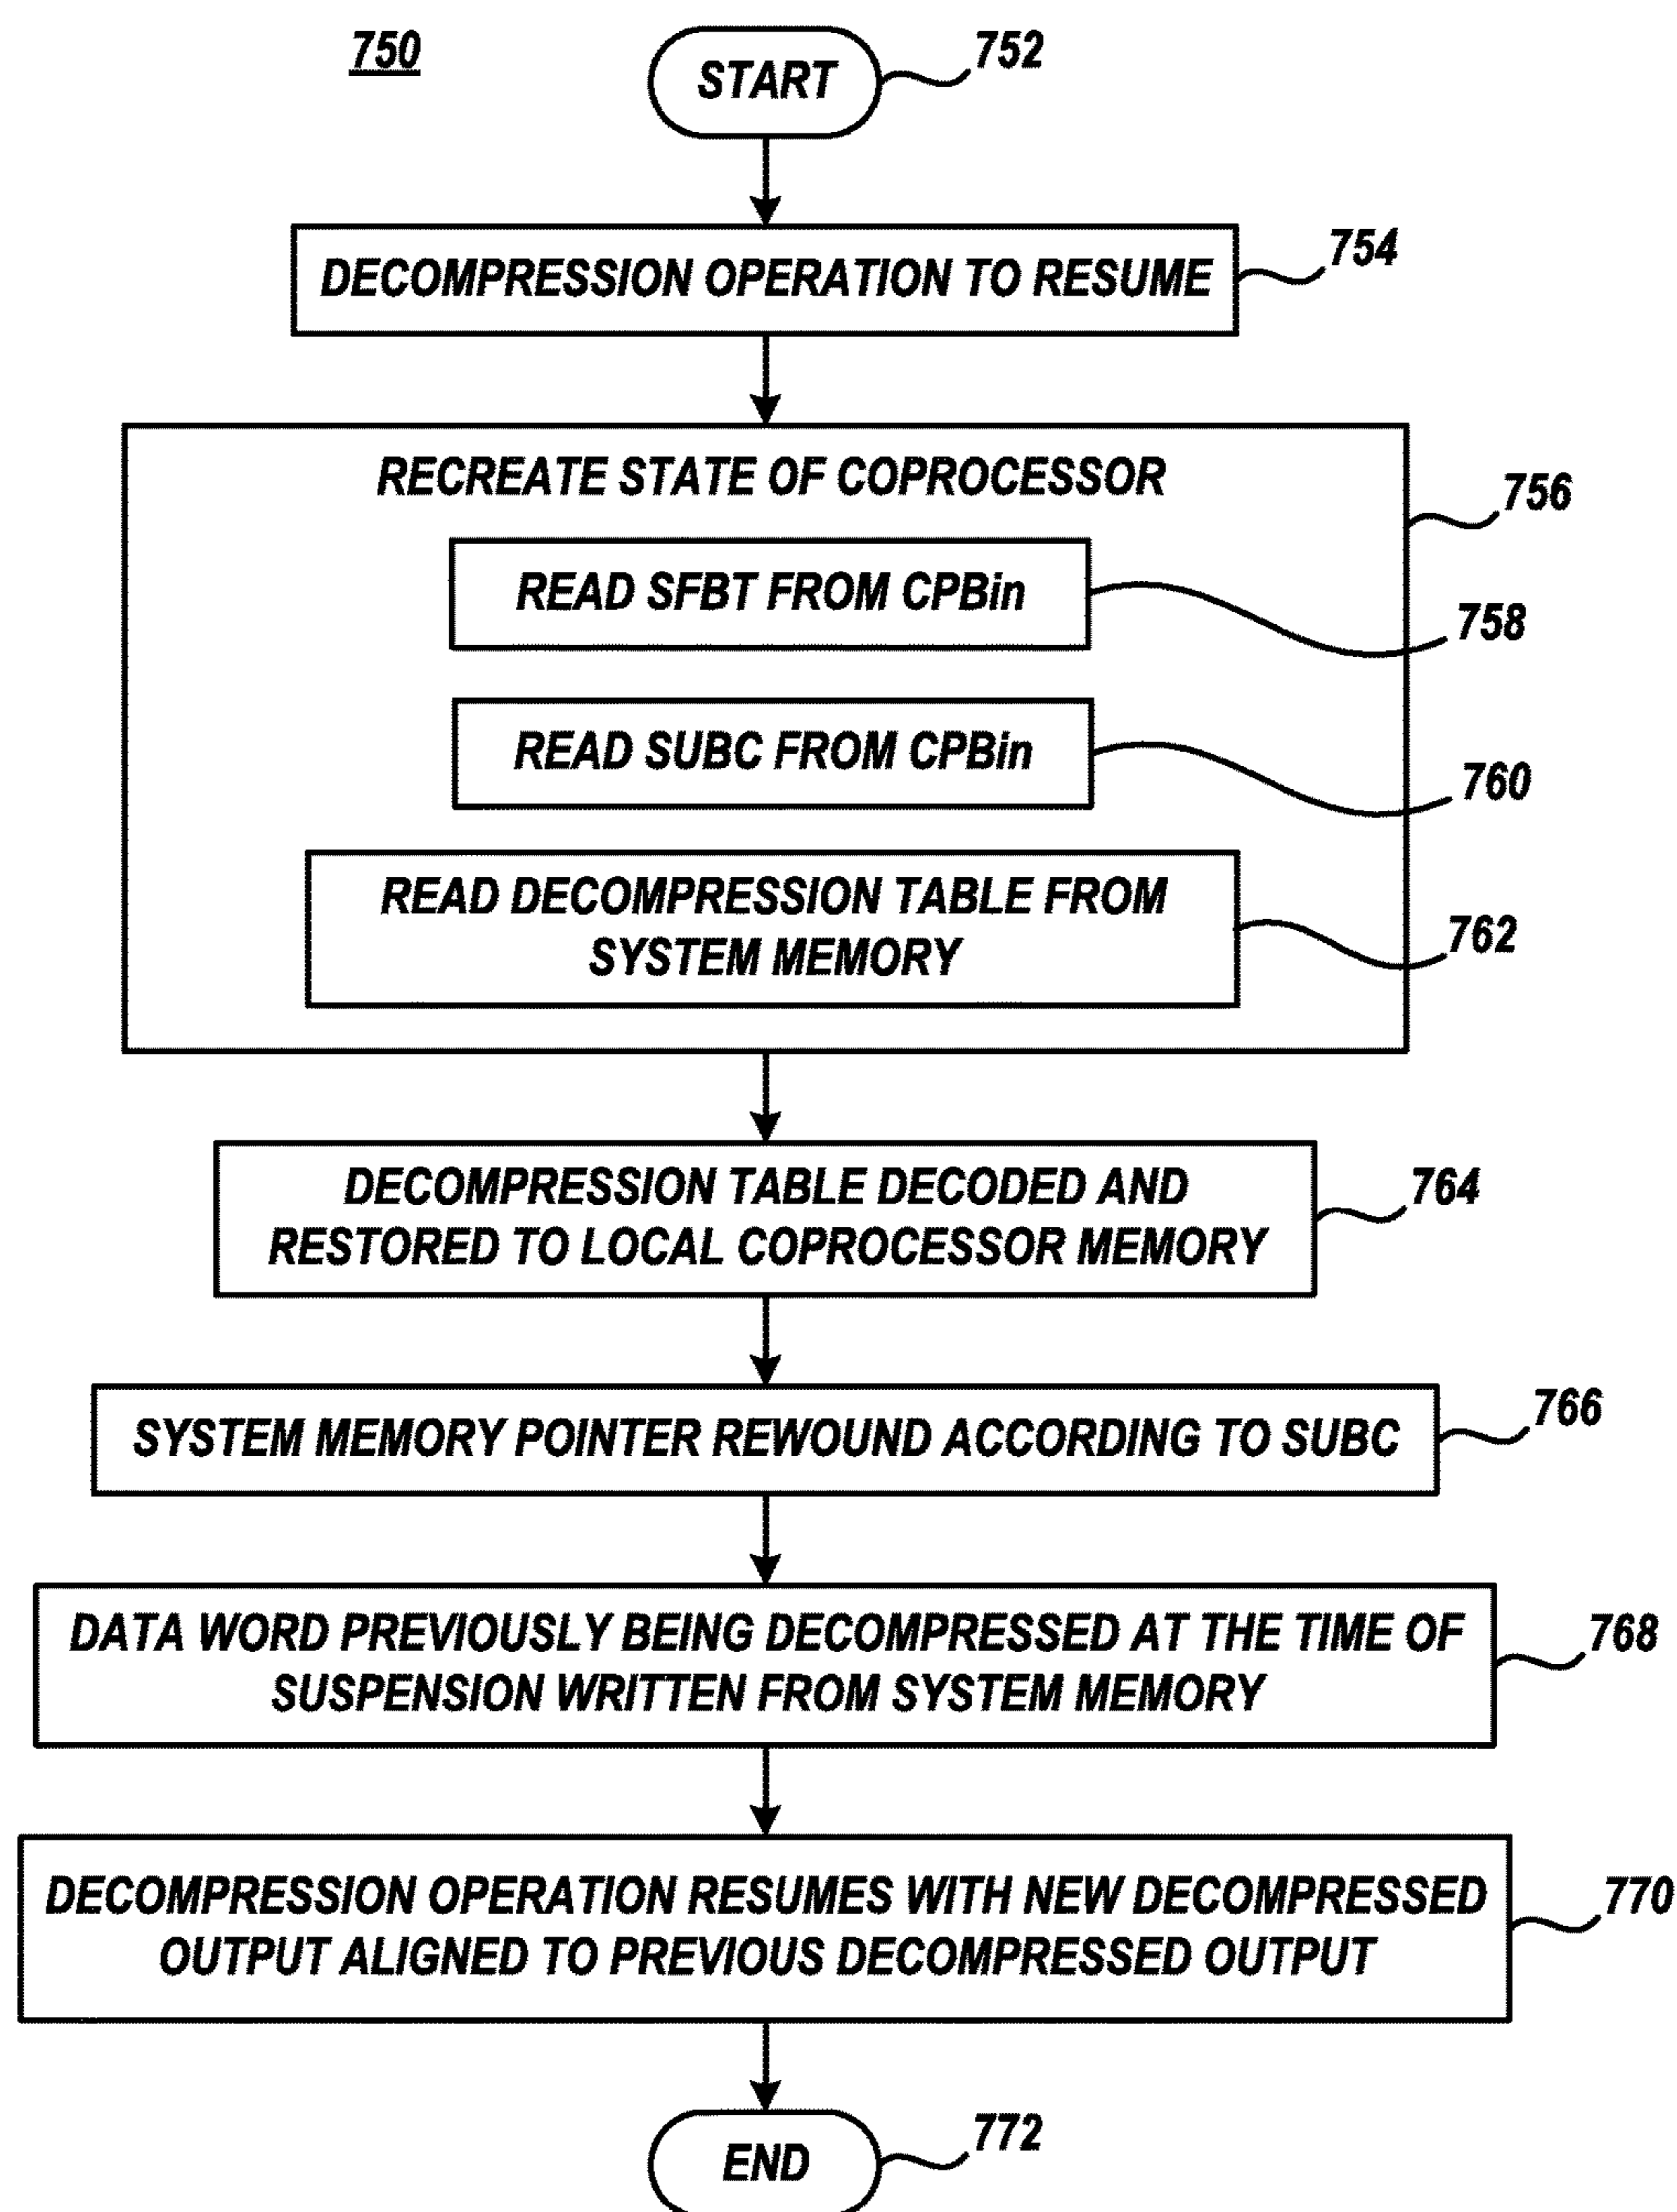 750
START
752
DECOMPRESSION OPERATION TO RESUME
754
RECREATE STATE OF COPROCESSOR
756
READ SFBT FROM CPBin
758
READ SUBC FROM CPBin
760
READ DECOMPRESSION TABLE FROM
SYSTEM MEMORY
762
DECOMPRESSION TABLE DECODED AND
RESTORED TO LOCAL COPROCESSOR MEMORY
764
SYSTEM MEMORY POINTER REWOUND ACCORDING TO SUBC
766
DATA WORD PREVIOUSLY BEING DECOMPRESSED AT THE TIME OF
SUSPENSION WRITTEN FROM SYSTEM MEMORY
768
DECOMPRESSION OPERATION RESUMES WITH NEW DECOMPRESSED
OUTPUT ALIGNED TO PREVIOUS DECOMPRESSED OUTPUT
770
END
772